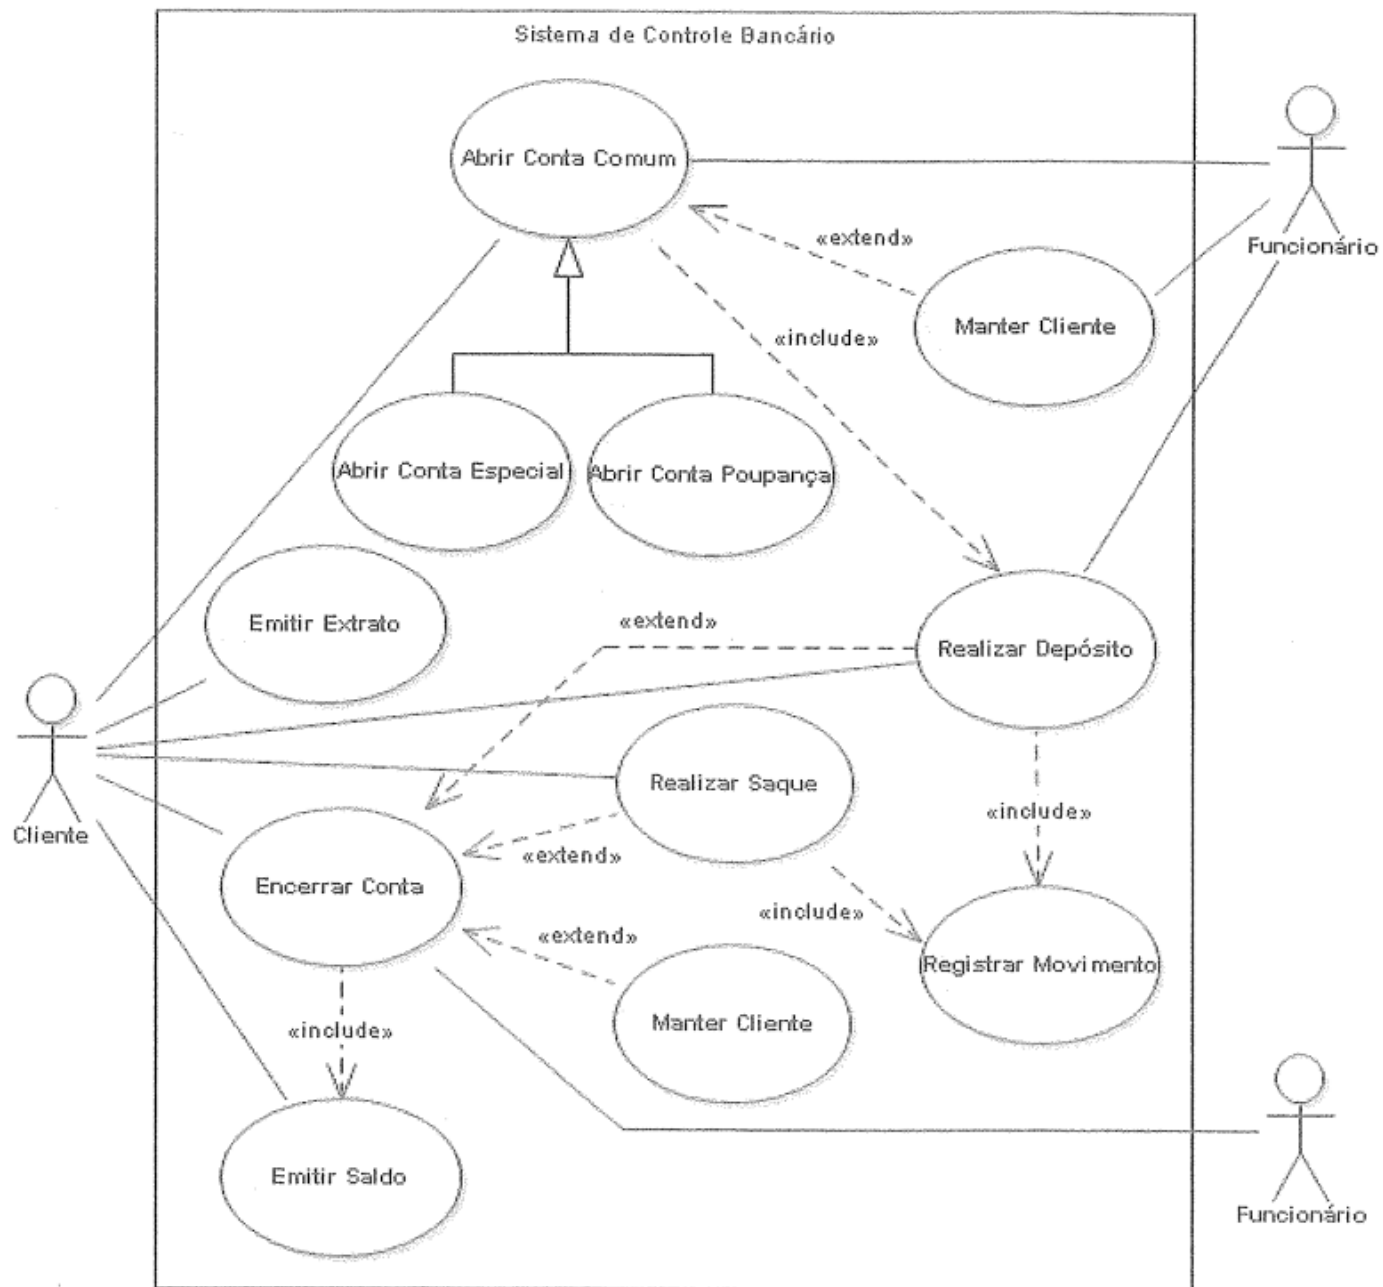 Sistema de Controle Bancário
Abrir Conta Comum
«extend»
Funcionário
Manter Cliente
«include»
Abrir Conta Especial
Abrir Conta Poupança
Emitir Extrato
«extend»
Realizar Depósito
Realizar Saque
«include»
Cliente
«extend»
Encerrar Conta
«include»
«extend»
Registrar Movimento
Manter Cliente
«include»
Emitir Saldo
Funcionário